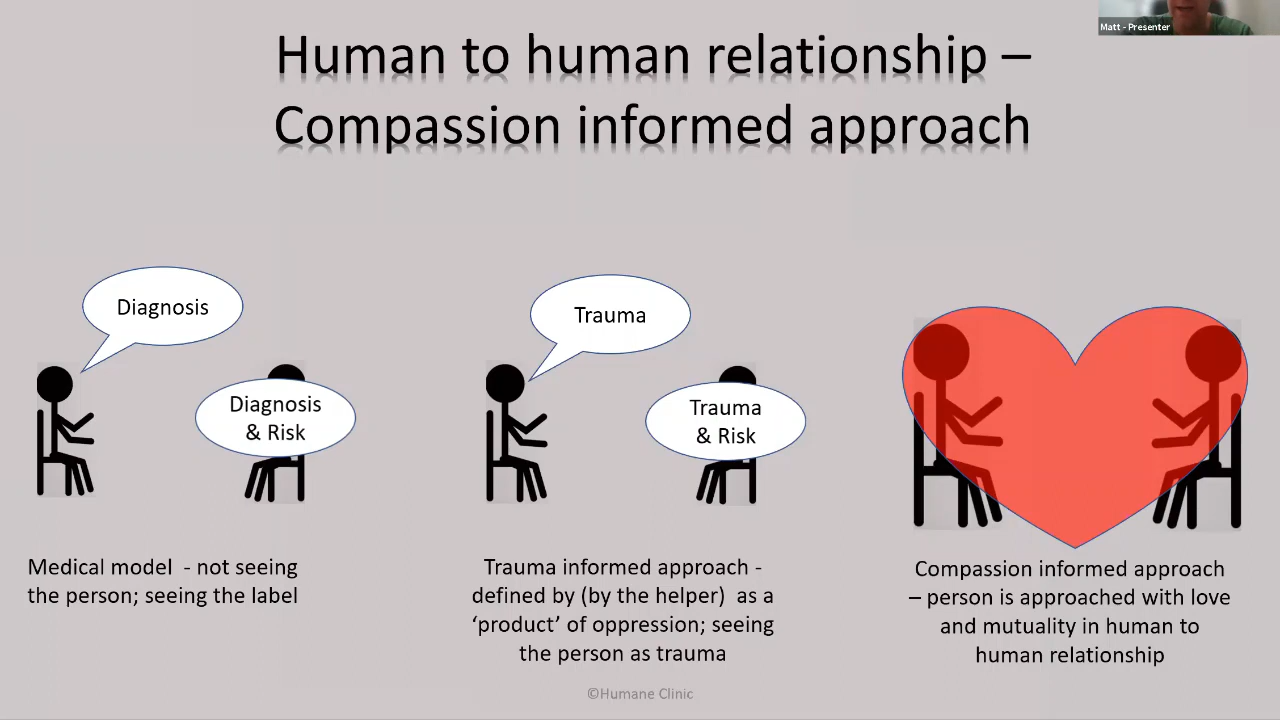 Matt - Presenter
Human to human relationship –
Compassion informed approach
Diagnosis
Diagnosis
& Risk
Trauma
Trauma
& Risk
Medical model  - not seeing
the person; seeing the label
Trauma informed approach -
defined by (by the helper)  as a
‘product’ of oppression; seeing
the person as trauma
Compassion informed approach
– person is approached with love
and mutuality in human to
human relationship
©Humane Clinic